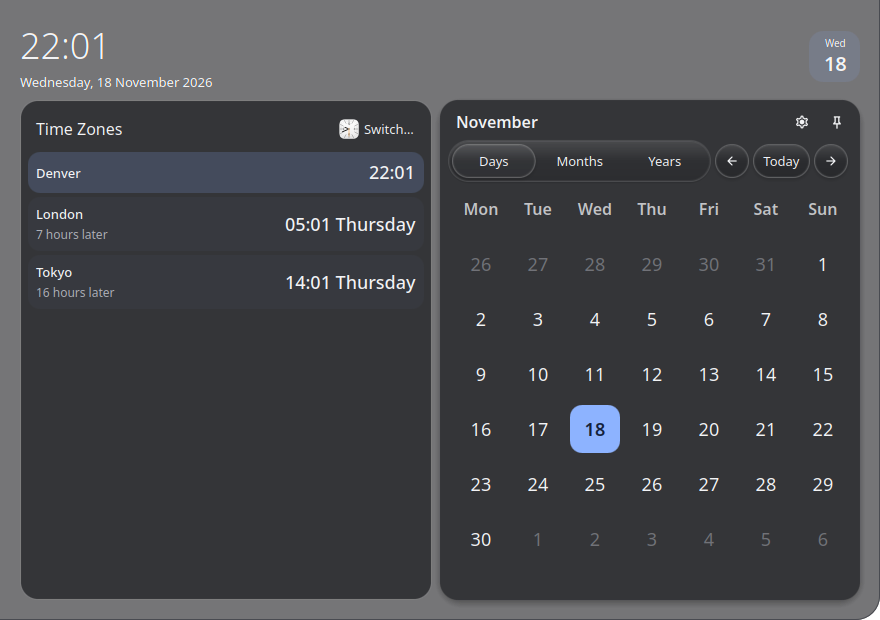 22:01
Wednesday, 18 November 2026
Wed
18
Time Zones
Switch...
Denver
22:01
London
7 hours later
05:01 Thursday
Tokyo
16 hours later
14:01 Thursday
November
Days Months Years Today
Mon Tue Wed Thu Fri Sat Sun
26 27 28 29 30 31 1
2 3 4 5 6 7 8
9 10 11 12 13 14 15
16 17 18 19 20 21 22
23 24 25 26 27 28 29
30 1 2 3 4 5 6